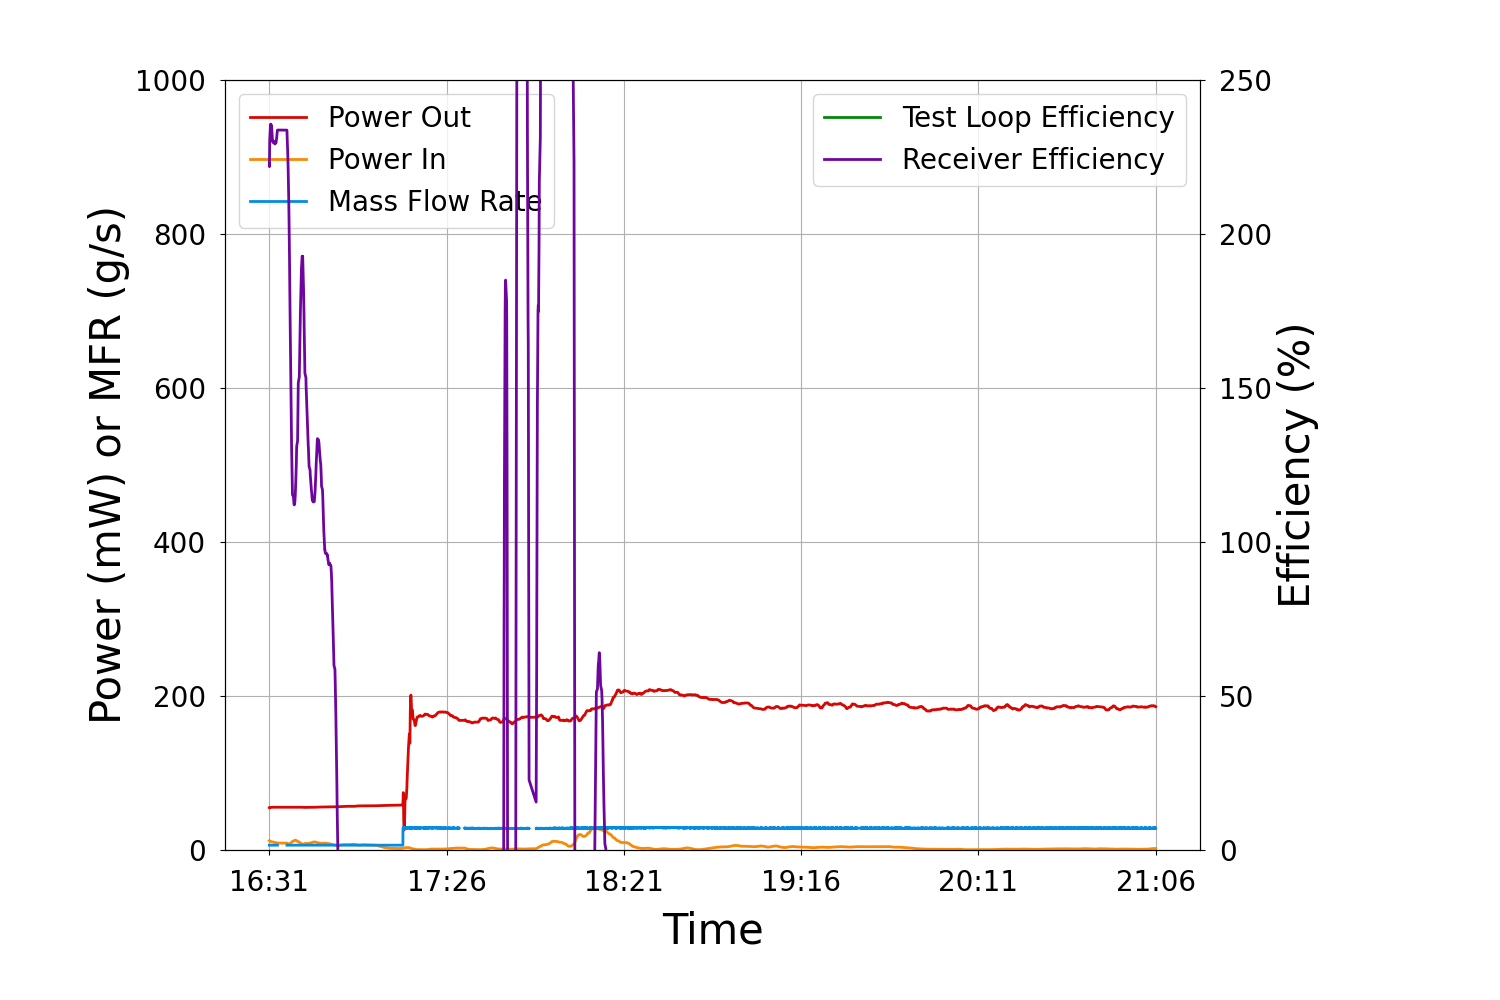 1000
800
600
400
200
0
Power (mW) or MFR (g/s)
Power Out
Power In
Mass Flow Rate
Test Loop Efficiency
Receiver Efficiency
250
200
150
100
50
0
Efficiency (%)
16:31 17:26 18:21 19:16 20:11 21:06
Time